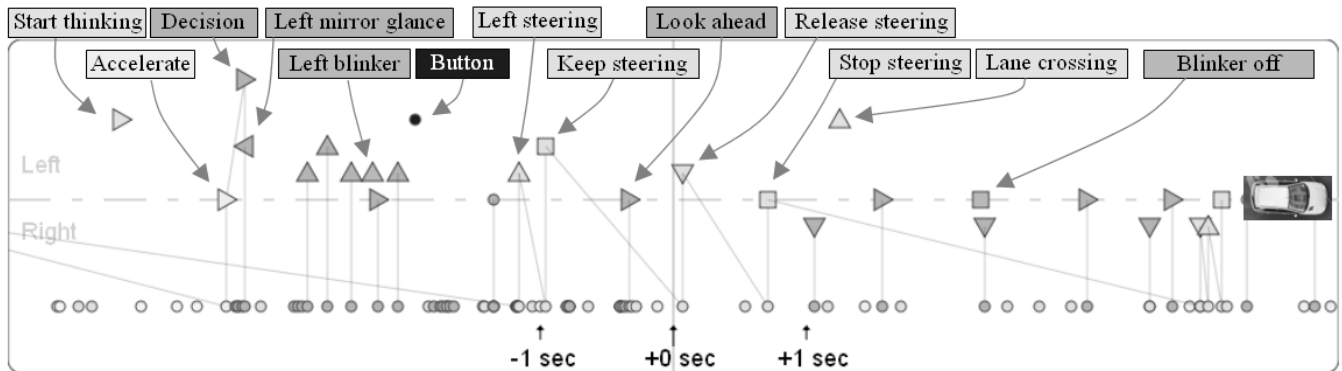 Start thinking
Decision
Left mirror glance
Left steering
Look ahead
Release steering
Accelerate
Left blinker
Button
Keep steering
Stop steering
Lane crossing
Blinker off
Left
Right
-1 sec
+0 sec
+1 sec